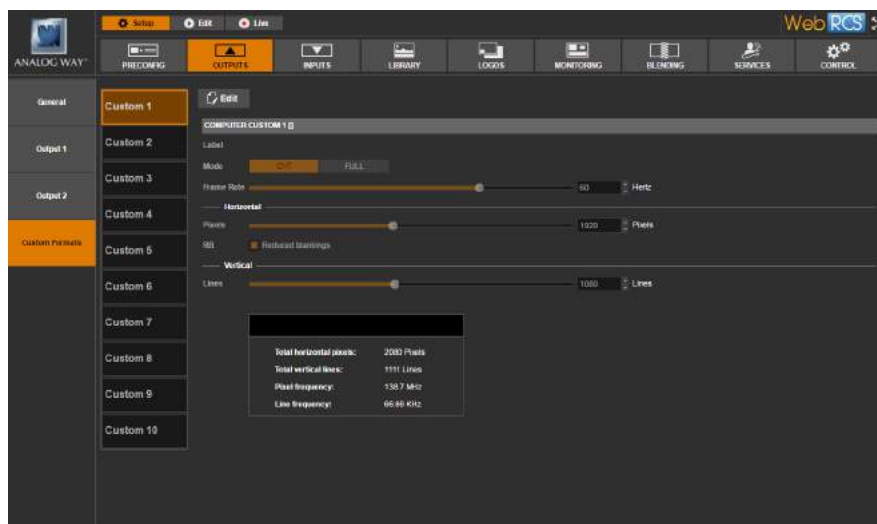 Setup Edit Live Web RCS
ANALOG WAY®
PRECONFIG OUTPUTS INPUTS LIBRARY LOGOS MONITORING BLENDING SERVICES CONTROL
General
Output 1
Output 2
Custom Formats
Custom 1
Custom 2
Custom 3
Custom 4
Custom 5
Custom 6
Custom 7
Custom 8
Custom 9
Custom 10
Edit
COMPUTER CUSTOM 1 []
Label
Mode CVT FULL
Frame Rate 60 Hertz
Horizontal
Pixels 1920 Pixels
RB Reduced blankings
Vertical
Lines 1080 Lines
Total horizontal pixels: 2080 Pixels
Total vertical lines: 1111 Lines
Pixel frequency: 138.7 MHz
Line frequency: 66.66 KHz